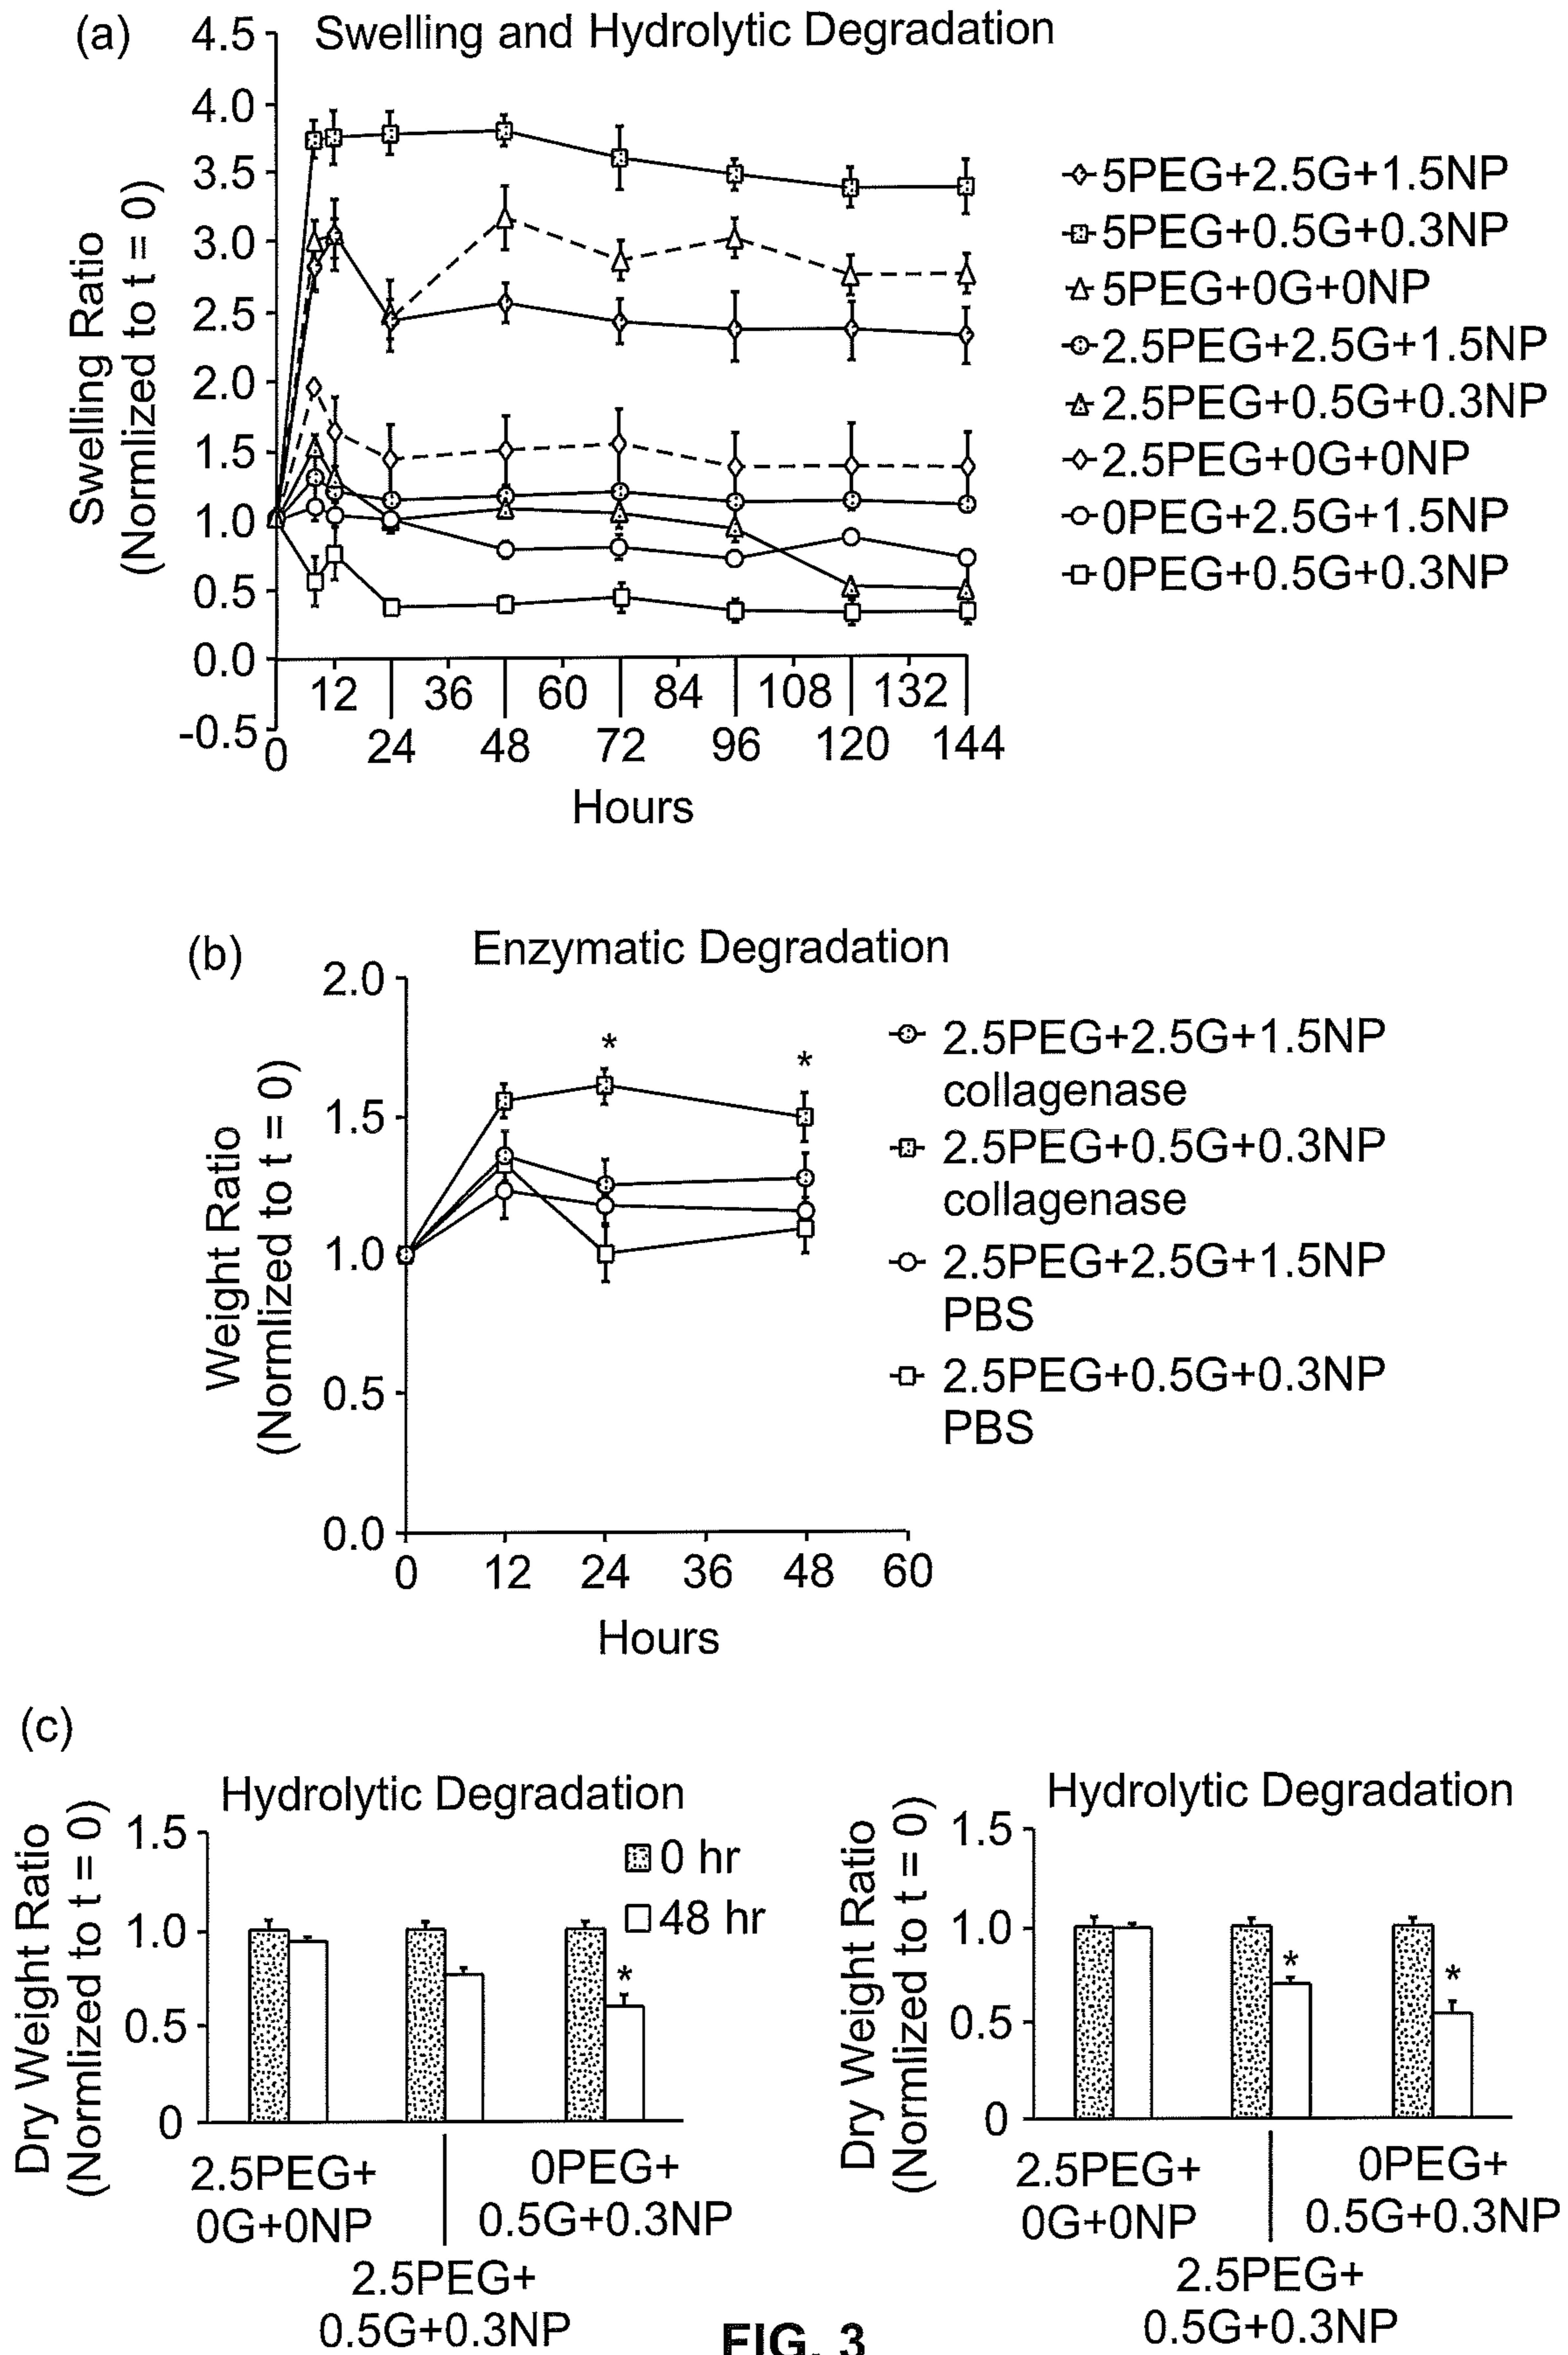 (a)
Swelling and Hydrolytic Degradation
Swelling Ratio
(Normlized to t = 0)
4.5
4.0
3.5
3.0
2.5
2.0
1.5
1.0
0.5
0.0
-0.5
12 36 60 84 108 132
0 24 48 72 96 120 144
Hours
5PEG+2.5G+1.5NP
5PEG+0.5G+0.3NP
5PEG+0G+0NP
2.5PEG+2.5G+1.5NP
2.5PEG+0.5G+0.3NP
2.5PEG+0G+0NP
0PEG+2.5G+1.5NP
0PEG+0.5G+0.3NP
(b)
Enzymatic Degradation
Weight Ratio
(Normlized to t = 0)
2.0
1.5
1.0
0.5
0.0
* *
0 12 24 36 48 60
Hours
2.5PEG+2.5G+1.5NP
collagenase
2.5PEG+0.5G+0.3NP
collagenase
2.5PEG+2.5G+1.5NP
PBS
2.5PEG+0.5G+0.3NP
PBS
(c)
Hydrolytic Degradation
Dry Weight Ratio
(Normlized to t = 0)
1.5
1.0
0.5
0
0 hr
48 hr
*
2.5PEG+
0G+0NP
2.5PEG+
0.5G+0.3NP
0PEG+
0.5G+0.3NP
Hydrolytic Degradation
Dry Weight Ratio
(Normlized to t = 0)
1.5
1.0
0.5
0
* *
2.5PEG+
0G+0NP
2.5PEG+
0.5G+0.3NP
0PEG+
0.5G+0.3NP
FIG. 3